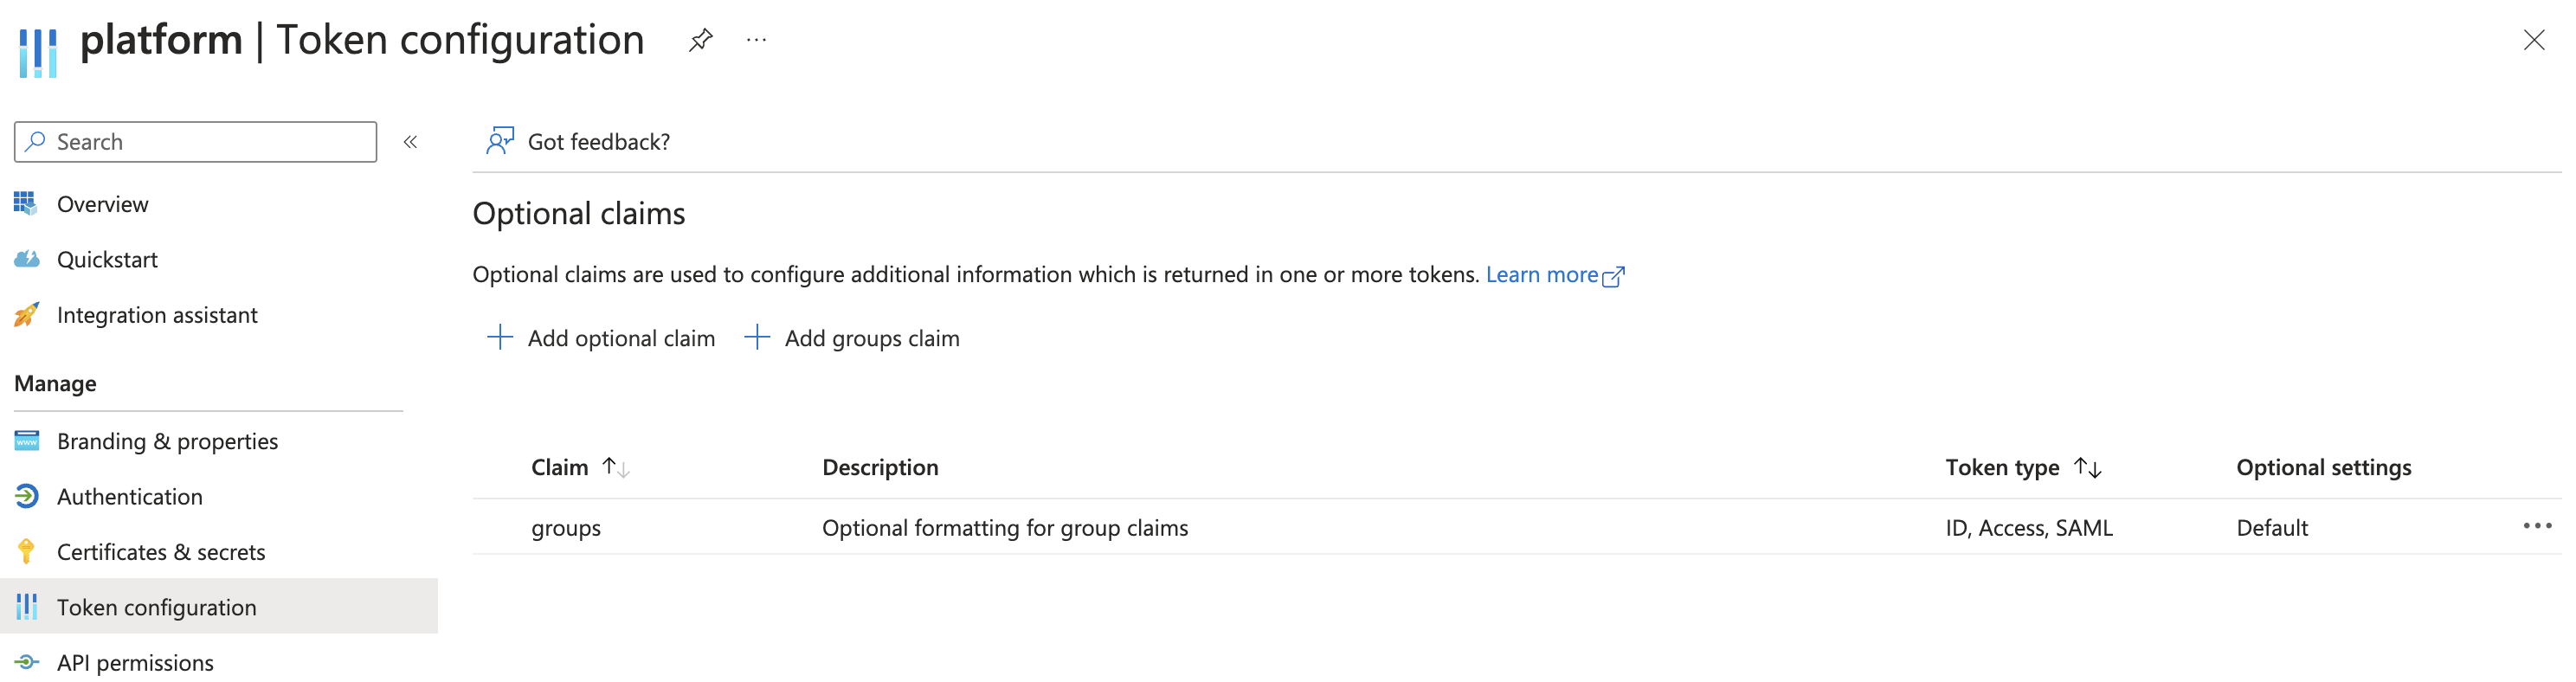 platform | Token configuration
Search
Got feedback?
Overview
Quickstart
Integration assistant
Manage
Branding & properties
Authentication
Certificates & secrets
Token configuration
API permissions
Optional claims
Optional claims are used to configure additional information which is returned in one or more tokens. Learn more
Add optional claim Add groups claim
Claim Description Token type Optional settings
groups Optional formatting for group claims ID, Access, SAML Default